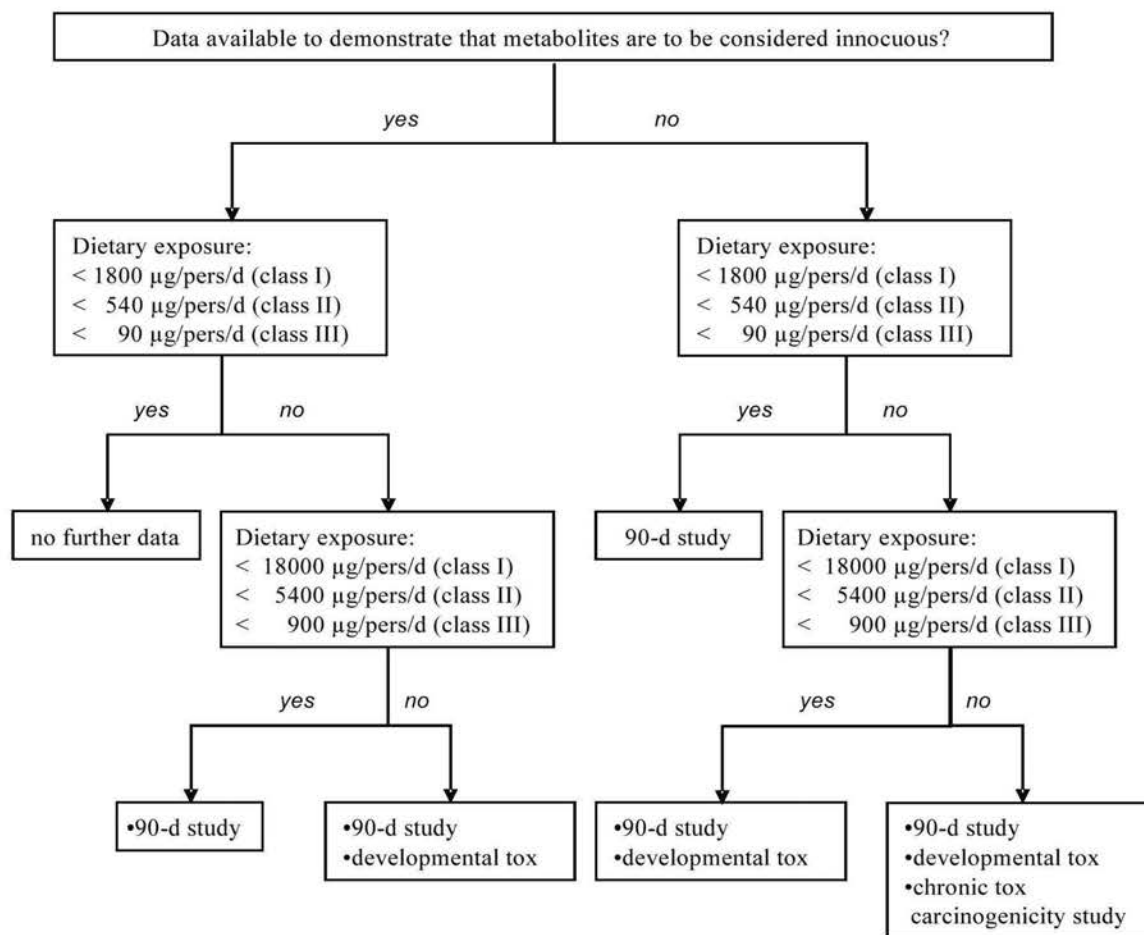 Data available to demonstrate that metabolites are to be considered innocuous?
yes
no
Dietary exposure:
< 1800 µg/pers/d (class I)
< 540 µg/pers/d (class II)
< 90 µg/pers/d (class III)
Dietary exposure:
< 1800 µg/pers/d (class I)
< 540 µg/pers/d (class II)
< 90 µg/pers/d (class III)
yes
no
yes
no
no further data
Dietary exposure:
< 18000 µg/pers/d (class I)
< 5400 µg/pers/d (class II)
< 900 µg/pers/d (class III)
90-d study
Dietary exposure:
< 18000 µg/pers/d (class I)
< 5400 µg/pers/d (class II)
< 900 µg/pers/d (class III)
yes
no
yes
no
•90-d study
•90-d study
•developmental tox
•90-d study
•developmental tox
•90-d study
•developmental tox
•chronic tox
carcinogenicity study